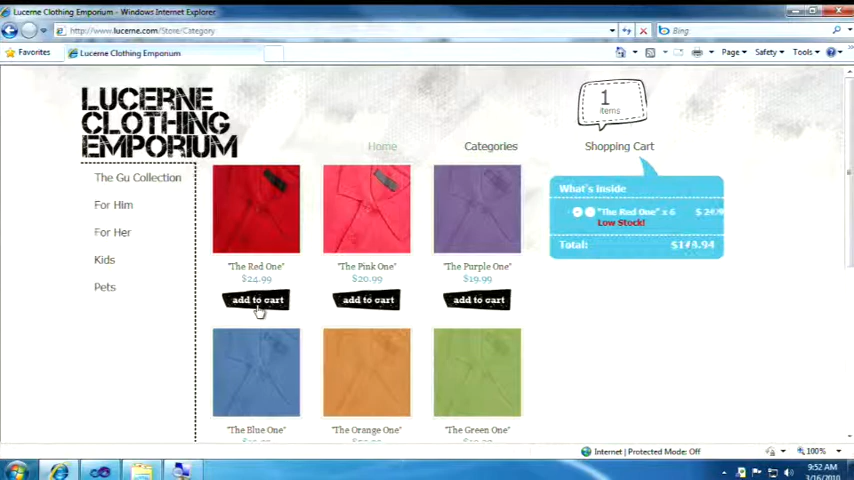 Lucerne Clothing Emporium - Windows Internet Explorer
http://www.lucerne.com/Store/Category
Bing
Favorites
Lucerne Clothing Emporium
Page
Safety
Tools
LUCERNE
CLOTHING
EMPORIUM
1
items
Home
Categories
Shopping Cart
The Gu Collection
For Him
For Her
Kids
Pets
What's Inside
"The Red One" x 6
Low Stock!
Total:
"The Red One"
"The Pink One"
"The Purple One"
$24.99
$20.99
$19.99
add to cart
add to cart
add to cart
"The Blue One"
"The Orange One"
"The Green One"
Internet | Protected Mode: Off
100%
9:52 AM
3/16/2010